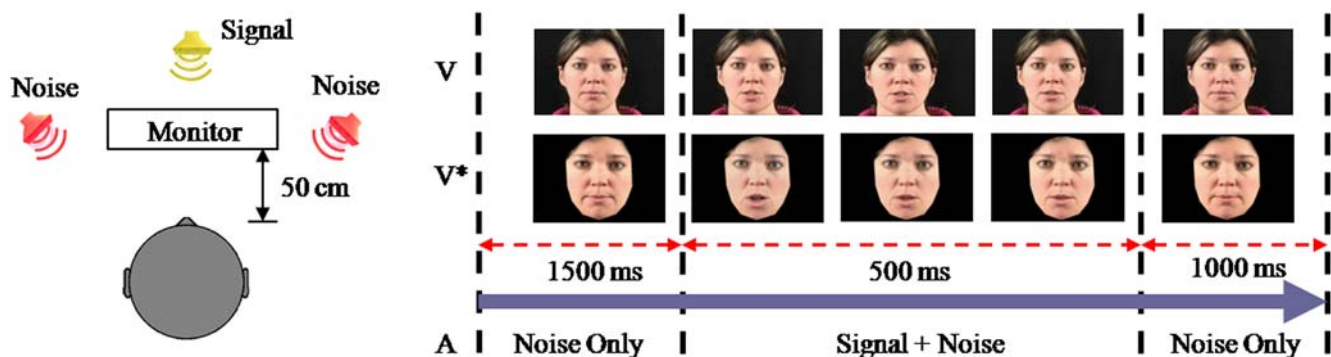 Signal
Noise
Noise
Monitor
50 cm
V
V*
1500 ms
500 ms
1000 ms
A
Noise Only
Signal + Noise
Noise Only